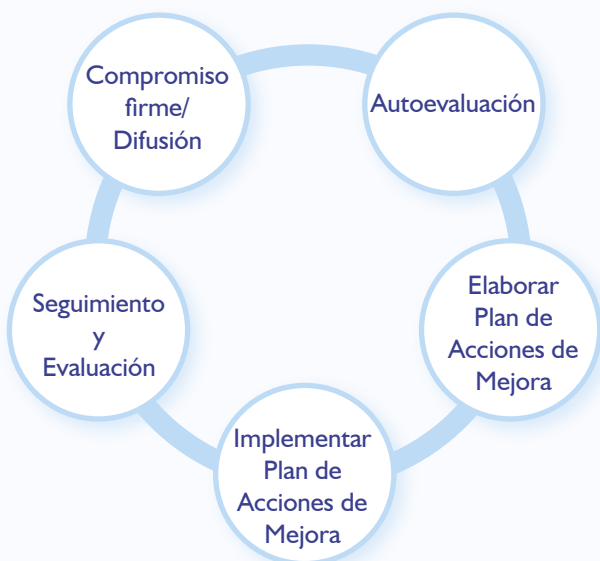 Compromiso
firme/
Difusión
Autoevaluación
Elaborar
Plan de
Acciones de
Mejora
Implementar
Plan de
Acciones de
Mejora
Seguimiento
y
Evaluación